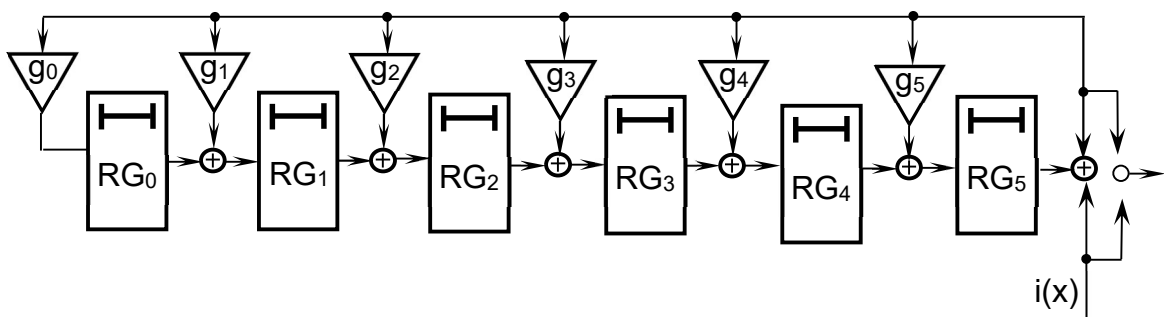 g₀ g₁ g₂ g₃ g₄ g₅
RG₀ RG₁ RG₂ RG₃ RG₄ RG₅
i(x)